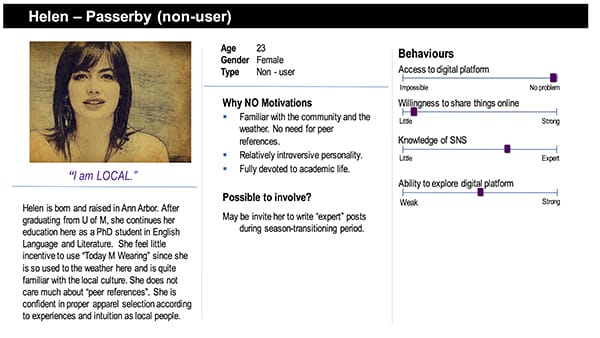 Helen – Passerby (non-user)
"I am LOCAL."
Helen is born and raised in Ann Arbor. After
graduating from U of M, she continues her
education here as a PhD student in English
Language and Literature.  She feel little
incentive to use "Today M Wearing" since she
is so used to the weather here and is quite
familiar with the local culture. She does not
care much about "peer references". She is
confident in proper apparel selection according
to experiences and intuition as local people.
Age 23
Gender Female
Type Non - user
Why NO Motivations
▪ Familiar with the community and the
weather. No need for peer
references.
▪ Relatively introversive personality.
▪ Fully devoted to academic life.
Possible to involve?
May be invite her to write "expert" posts
during season-transitioning period.
Behaviours
Access to digital platform
Impossible No problem
Willingness to share things online
Little Strong
Knowledge of SNS
Little Expert
Ability to explore digital platform
Weak Strong